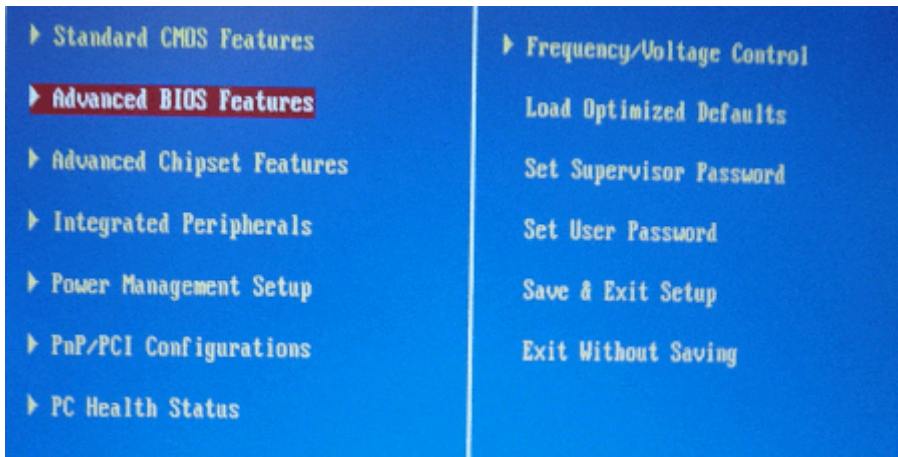 Standard CMOS Features
Advanced BIOS Features
Advanced Chipset Features
Integrated Peripherals
Power Management Setup
PnP/PCI Configurations
PC Health Status
Frequency/Voltage Control
Load Optimized Defaults
Set Supervisor Password
Set User Password
Save & Exit Setup
Exit Without Saving